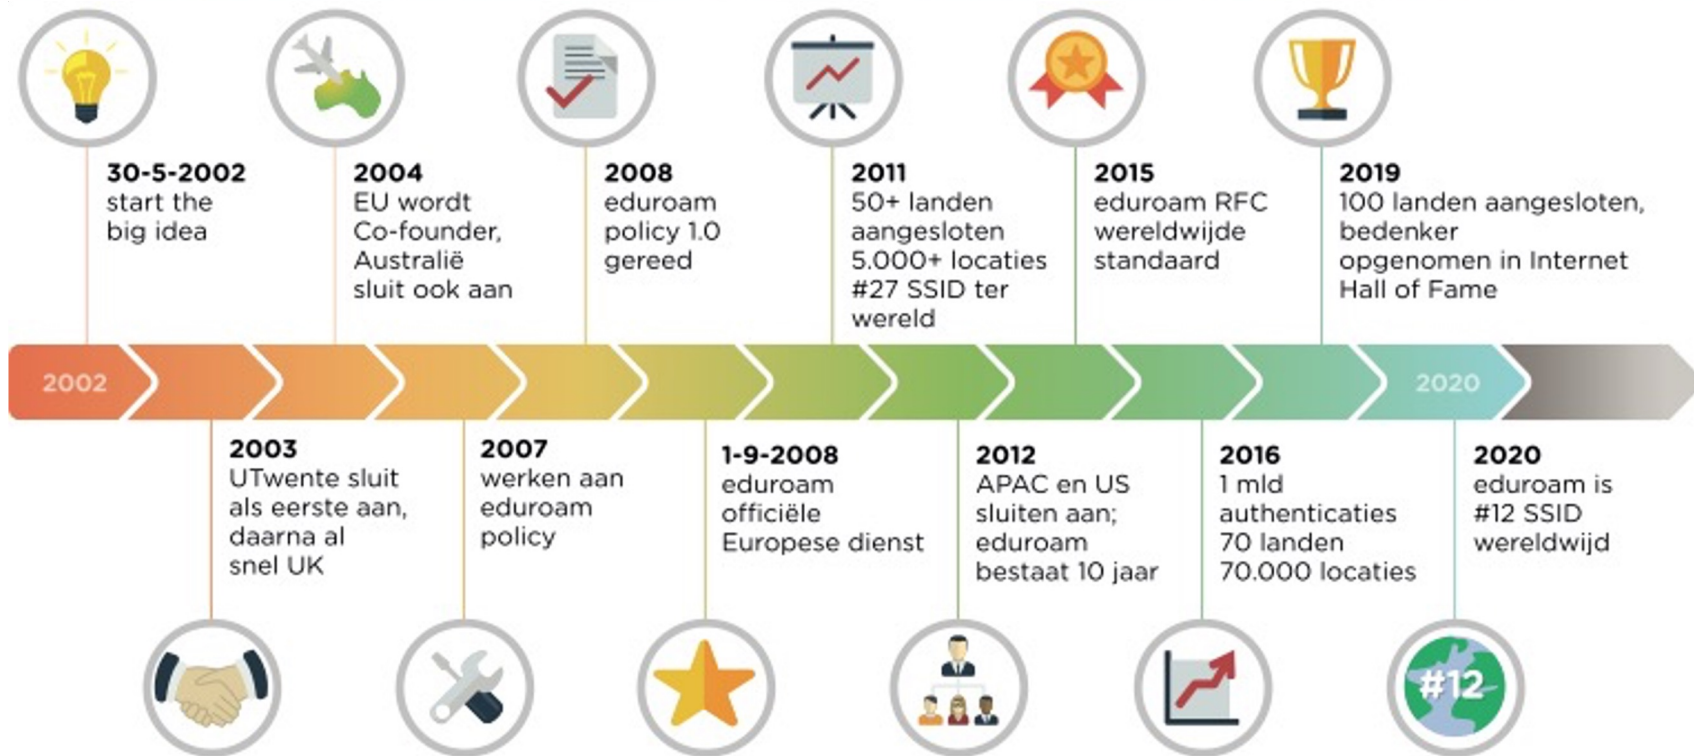 30-5-2002
start the
big idea
2004
EU wordt
Co-founder,
Australië
sluit ook aan
2008
eduroam
policy 1.0
gereed
2011
50+ landen
aangesloten
5.000+ locaties
#27 SSID ter
wereld
2015
eduroam RFC
wereldwijde
standaard
2019
100 landen aangesloten,
bedenker
opgenomen in Internet
Hall of Fame
2002
2020
2003
UTwente sluit
als eerste aan,
daarna al
snel UK
2007
werken aan
eduroam
policy
1-9-2008
eduroam
officiële
Europese dienst
2012
APAC en US
sluiten aan;
eduroam
bestaat 10 jaar
2016
1 mld
authenticaties
70 landen
70.000 locaties
2020
eduroam is
#12 SSID
wereldwijd
#12